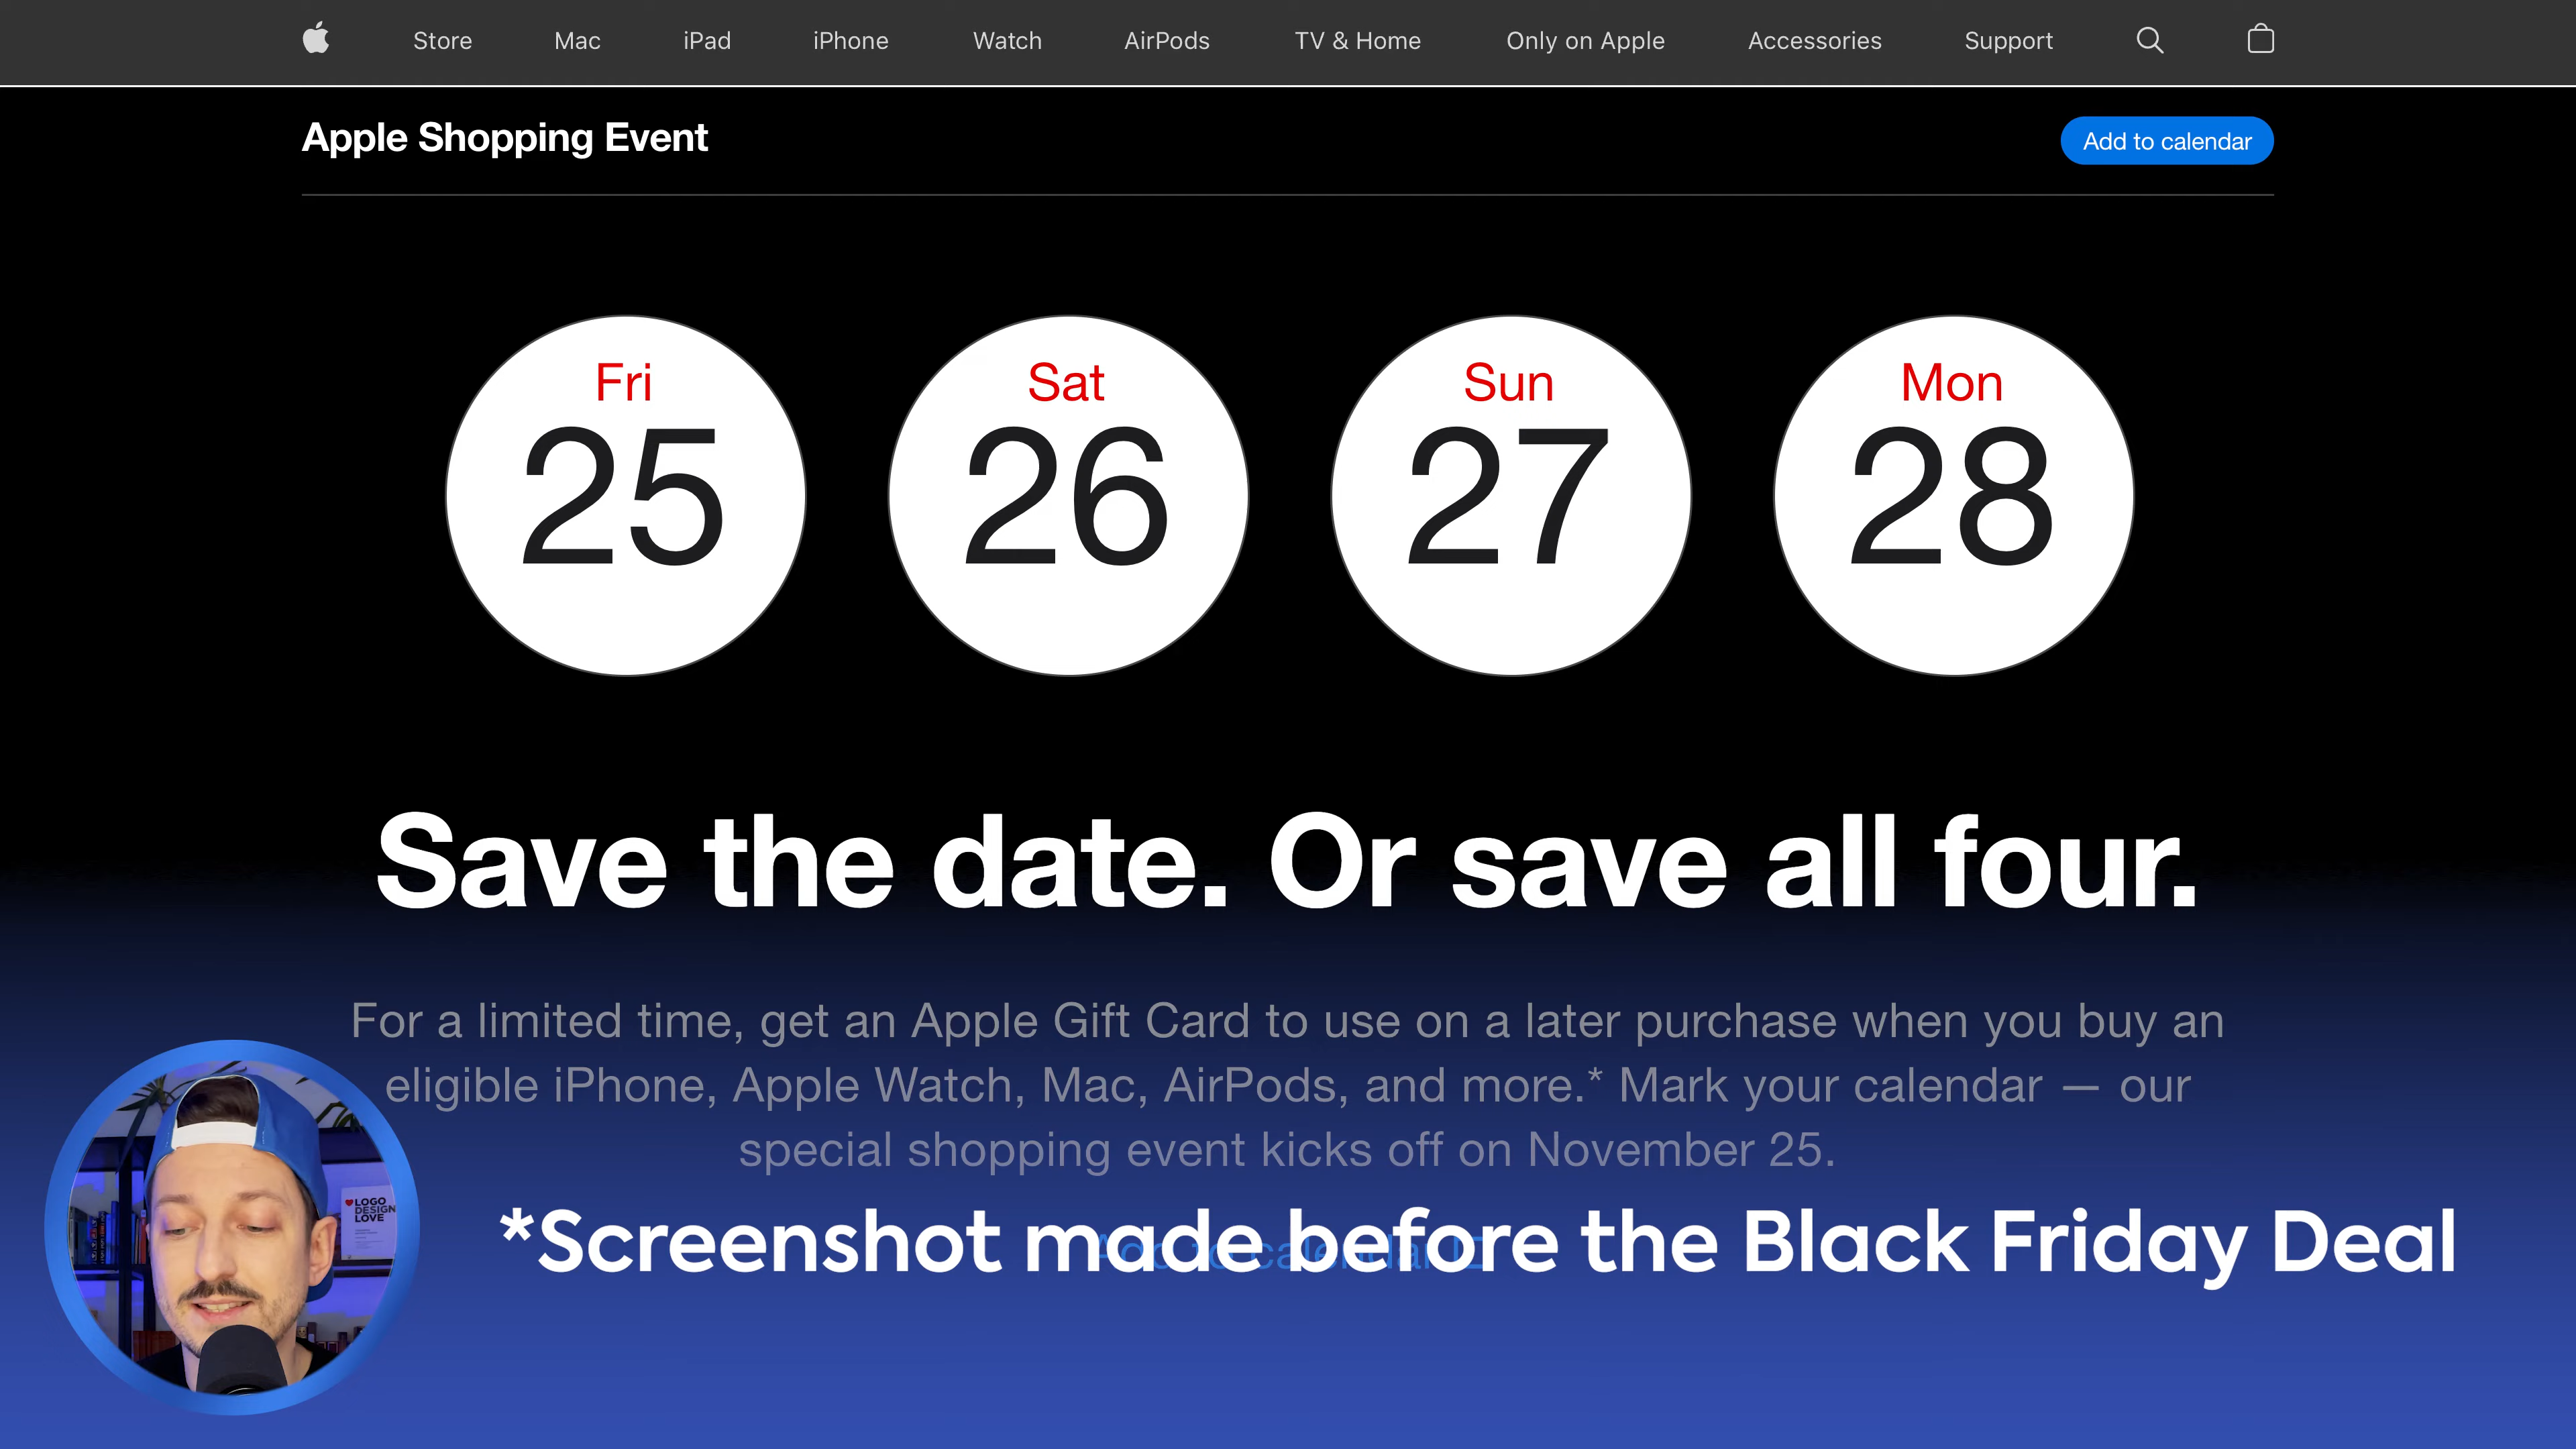 Store Mac iPad iPhone Watch AirPods TV & Home Only on Apple Accessories Support
Apple Shopping Event
Add to calendar
Fri Sat Sun Mon
25 26 27 28
Save the date. Or save all four.
For a limited time, get an Apple Gift Card to use on a later purchase when you buy an
eligible iPhone, Apple Watch, Mac, AirPods, and more.* Mark your calendar — our
special shopping event kicks off on November 25.
Add to calendar
*Screenshot made before the Black Friday Deal
LOGO
DESIGN
LOVE